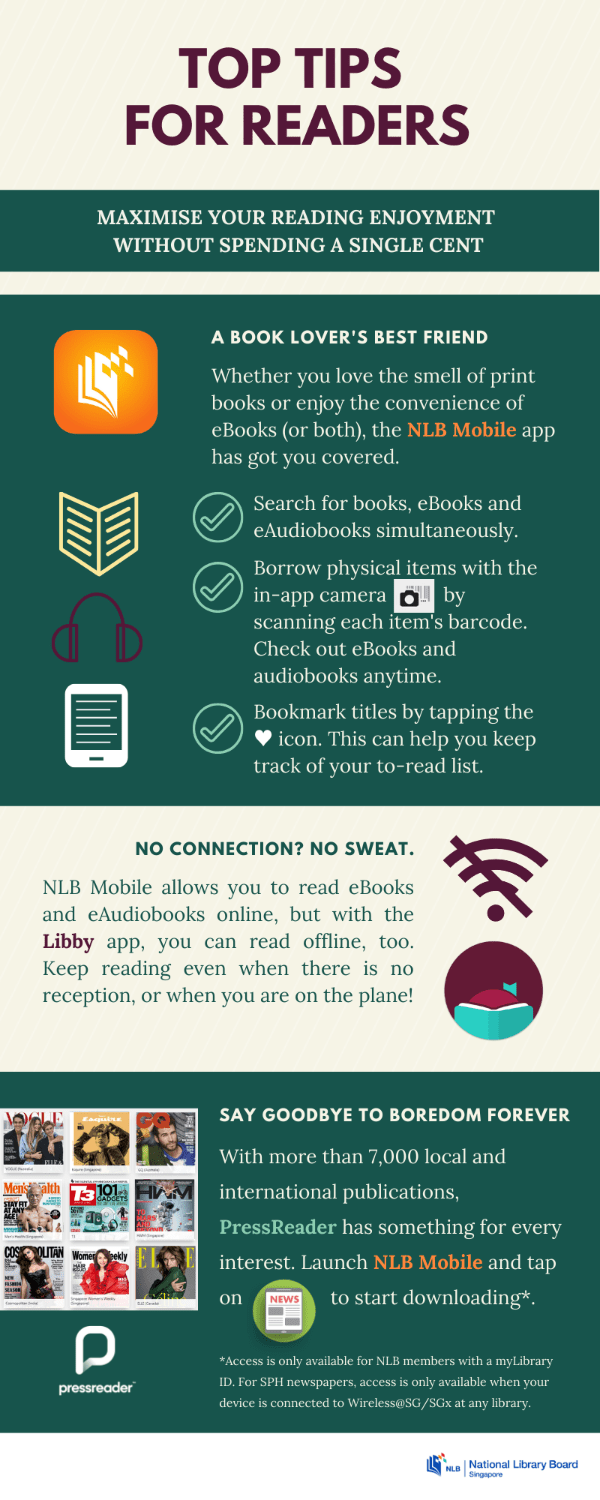 TOP TIPS
FOR READERS
MAXIMISE YOUR READING ENJOYMENT
WITHOUT SPENDING A SINGLE CENT
A BOOK LOVER'S BEST FRIEND
Whether you love the smell of print
books or enjoy the convenience of
eBooks (or both), the NLB Mobile app
has got you covered.
Search for books, eBooks and
eAudiobooks simultaneously.
Borrow physical items with the
in-app camera by
scanning each item's barcode.
Check out eBooks and
audiobooks anytime.
Bookmark titles by tapping the
♥ icon. This can help you keep
track of your to-read list.
NO CONNECTION? NO SWEAT.
NLB Mobile allows you to read eBooks
and eAudiobooks online, but with the
Libby app, you can read offline, too.
Keep reading even when there is no
reception, or when you are on the plane!
VOGUE
Esquire
GQ
Men's Health
T3 101 GADGETS
HWM
COSMOPOLITAN
Women's Weekly
ELLE
pressreader
SAY GOODBYE TO BOREDOM FOREVER
With more than 7,000 local and
international publications,
PressReader has something for every
interest. Launch NLB Mobile and tap
on NEWS to start downloading*.
*Access is only available for NLB members with a myLibrary
ID. For SPH newspapers, access is only available when your
device is connected to Wireless@SG/SGx at any library.
NLB National Library Board
Singapore